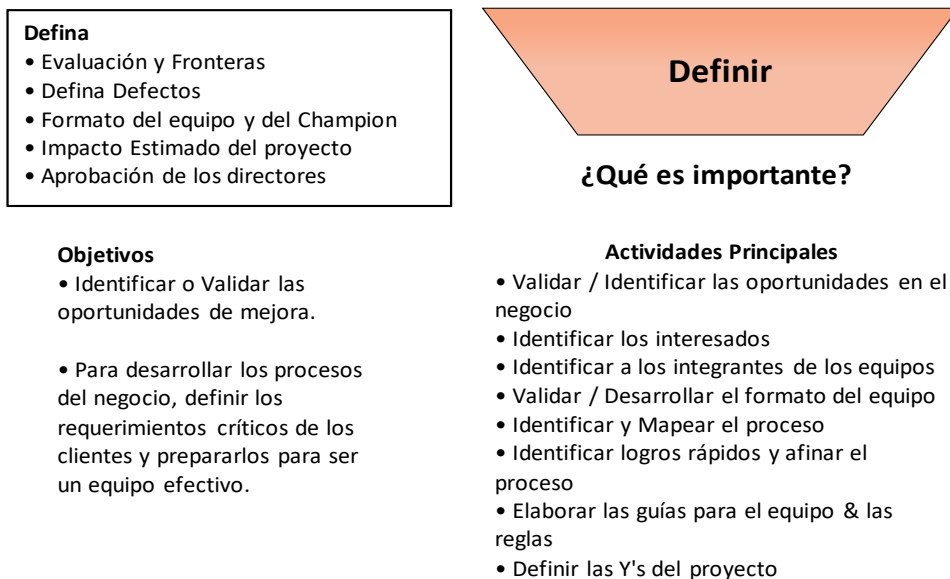 Defina
• Evaluación y Fronteras
• Defina Defectos
• Formato del equipo y del Champion
• Impacto Estimado del proyecto
• Aprobación de los directores
Definir
¿Qué es importante?
Objetivos
• Identificar o Validar las
oportunidades de mejora.
• Para desarrollar los procesos
del negocio, definir los
requerimientos críticos de los
clientes y prepararlos para ser
un equipo efectivo.
Actividades Principales
• Validar / Identificar las oportunidades en el
negocio
• Identificar los interesados
• Identificar a los integrantes de los equipos
• Validar / Desarrollar el formato del equipo
• Identificar y Mapear el proceso
• Identificar logros rápidos y afinar el
proceso
• Elaborar las guías para el equipo & las
reglas
• Definir las Y's del proyecto